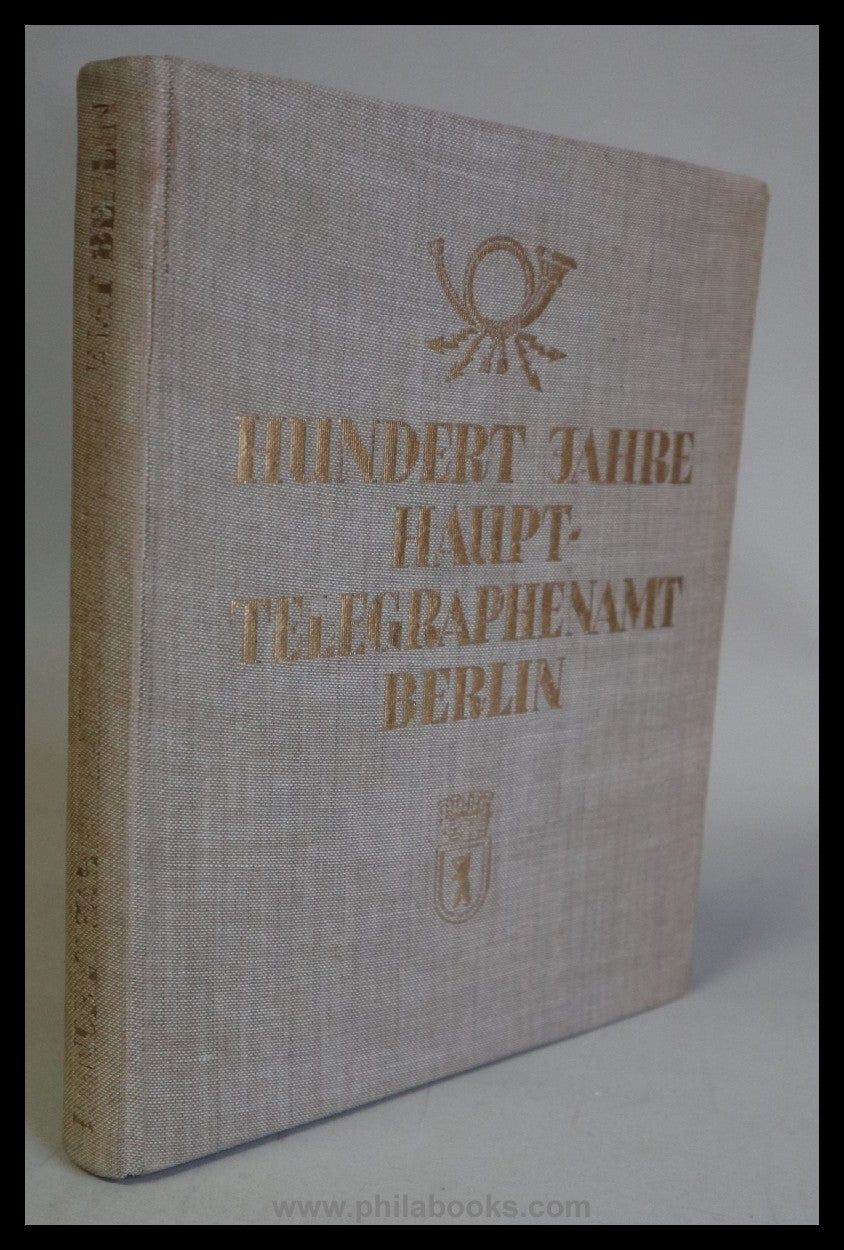 HUNDERT JAHRE
HAUPT-
TELEGRAPHENAMT
BERLIN
www.philabooks.com